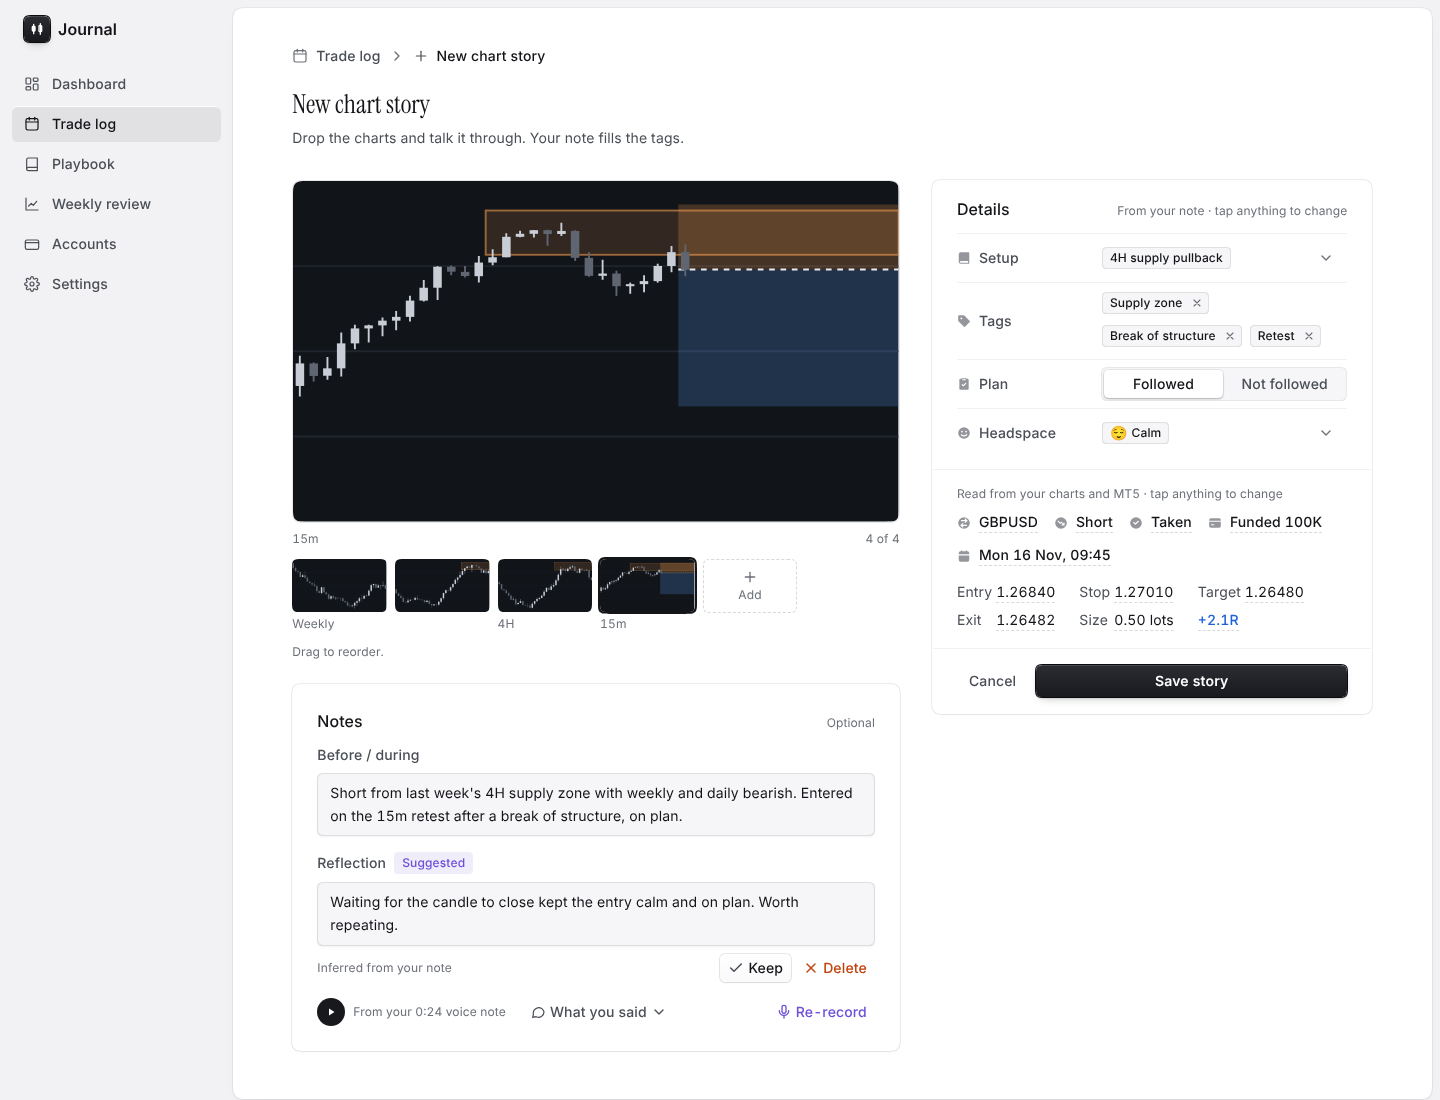 Journal
Dashboard
Trade log
Playbook
Weekly review
Accounts
Settings
Trade log
New chart story
New chart story
Drop the charts and talk it through. Your note fills the tags.
15m
4 of 4
Add
Weekly
4H
15m
Drag to reorder.
Notes
Optional
Before / during
Short from last week's 4H supply zone with weekly and daily bearish. Entered
on the 15m retest after a break of structure, on plan.
Reflection
Suggested
Waiting for the candle to close kept the entry calm and on plan. Worth
repeating.
Inferred from your note
Keep
Delete
From your 0:24 voice note
What you said
Re-record
Details
From your note · tap anything to change
Setup
4H supply pullback
Tags
Supply zone
Break of structure
Retest
Plan
Followed
Not followed
Headspace
😌 Calm
Read from your charts and MT5 · tap anything to change
GBPUSD
Short
Taken
Funded 100K
Mon 16 Nov, 09:45
Entry 1.26840
Stop 1.27010
Target 1.26480
Exit 1.26482
Size 0.50 lots
+2.1R
Cancel
Save story